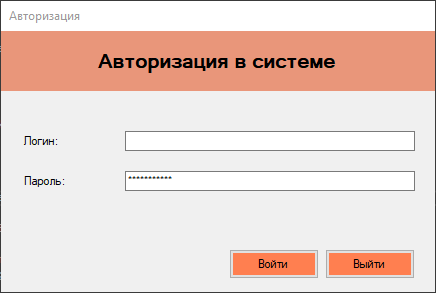 Авторизация
Авторизация в системе
Логин:
Пароль:
***********
Войти
Выйти